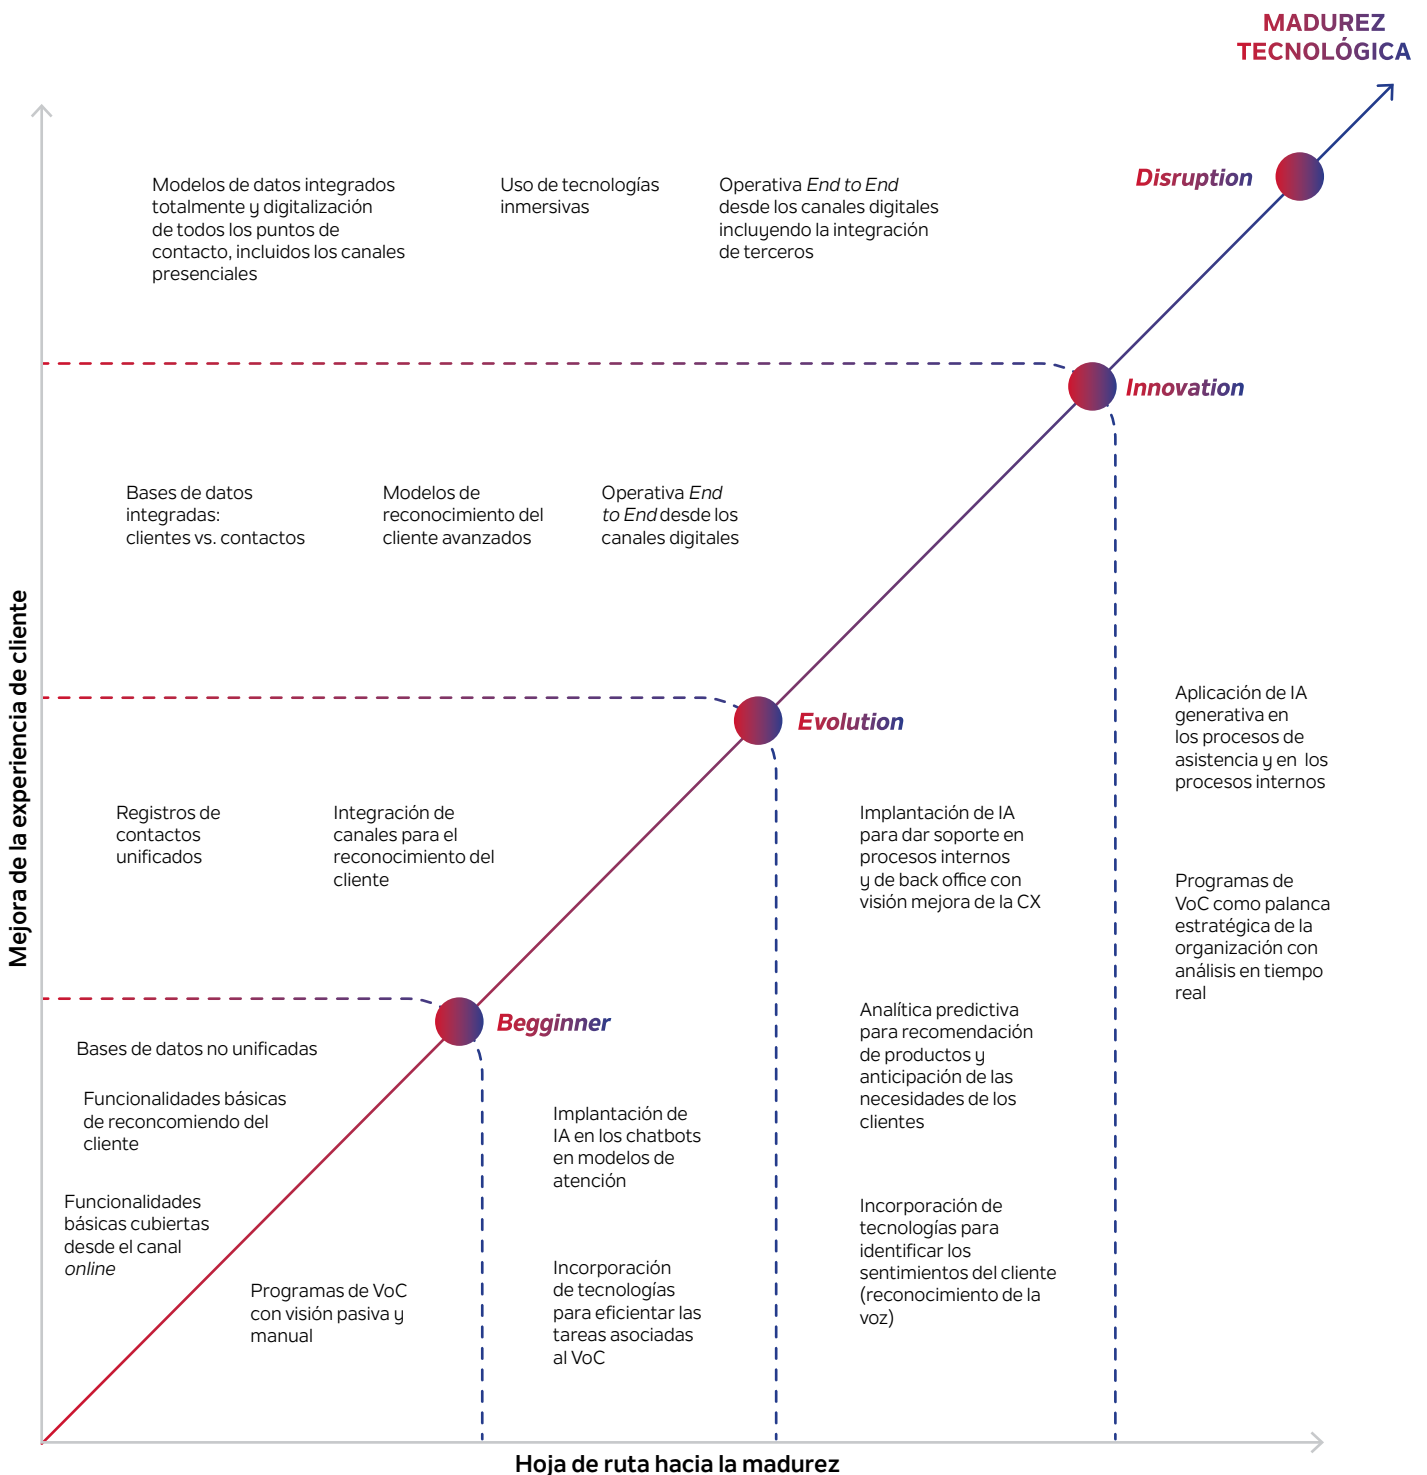 MADUREZ
TECNOLÓGICA
Disruption
Modelos de datos integrados
totalmente y digitalización
de todos los puntos de
contacto, incluidos los canales
presenciales
Uso de tecnologías
inmersivas
Operativa End to End
desde los canales digitales
incluyendo la integración
de terceros
Innovation
Bases de datos
integradas:
clientes vs. contactos
Modelos de
reconocimiento del
cliente avanzados
Operativa End
to End desde los
canales digitales
Mejora de la experiencia de cliente
Evolution
Aplicación de IA
generativa en
los procesos de
asistencia y en los
procesos internos
Registros de
contactos
unificados
Integración de
canales para el
reconocimiento del
cliente
Implantación de IA
para dar soporte en
procesos internos
y de back office con
visión mejora de la CX
Programas de
VoC como palanca
estratégica de la
organización con
análisis en tiempo
real
Begginner
Bases de datos no unificadas
Funcionalidades básicas
de reconcomiendo del
cliente
Funcionalidades
básicas cubiertas
desde el canal
online
Programas de VoC
con visión pasiva y
manual
Implantación de
IA en los chatbots
en modelos de
atención
Incorporación
de tecnologías
para eficientar las
tareas asociadas
al VoC
Analítica predictiva
para recomendación
de productos y
anticipación de las
necesidades de los
clientes
Incorporación de
tecnologías para
identificar los
sentimientos del cliente
(reconocimiento de la
voz)
Hoja de ruta hacia la madurez